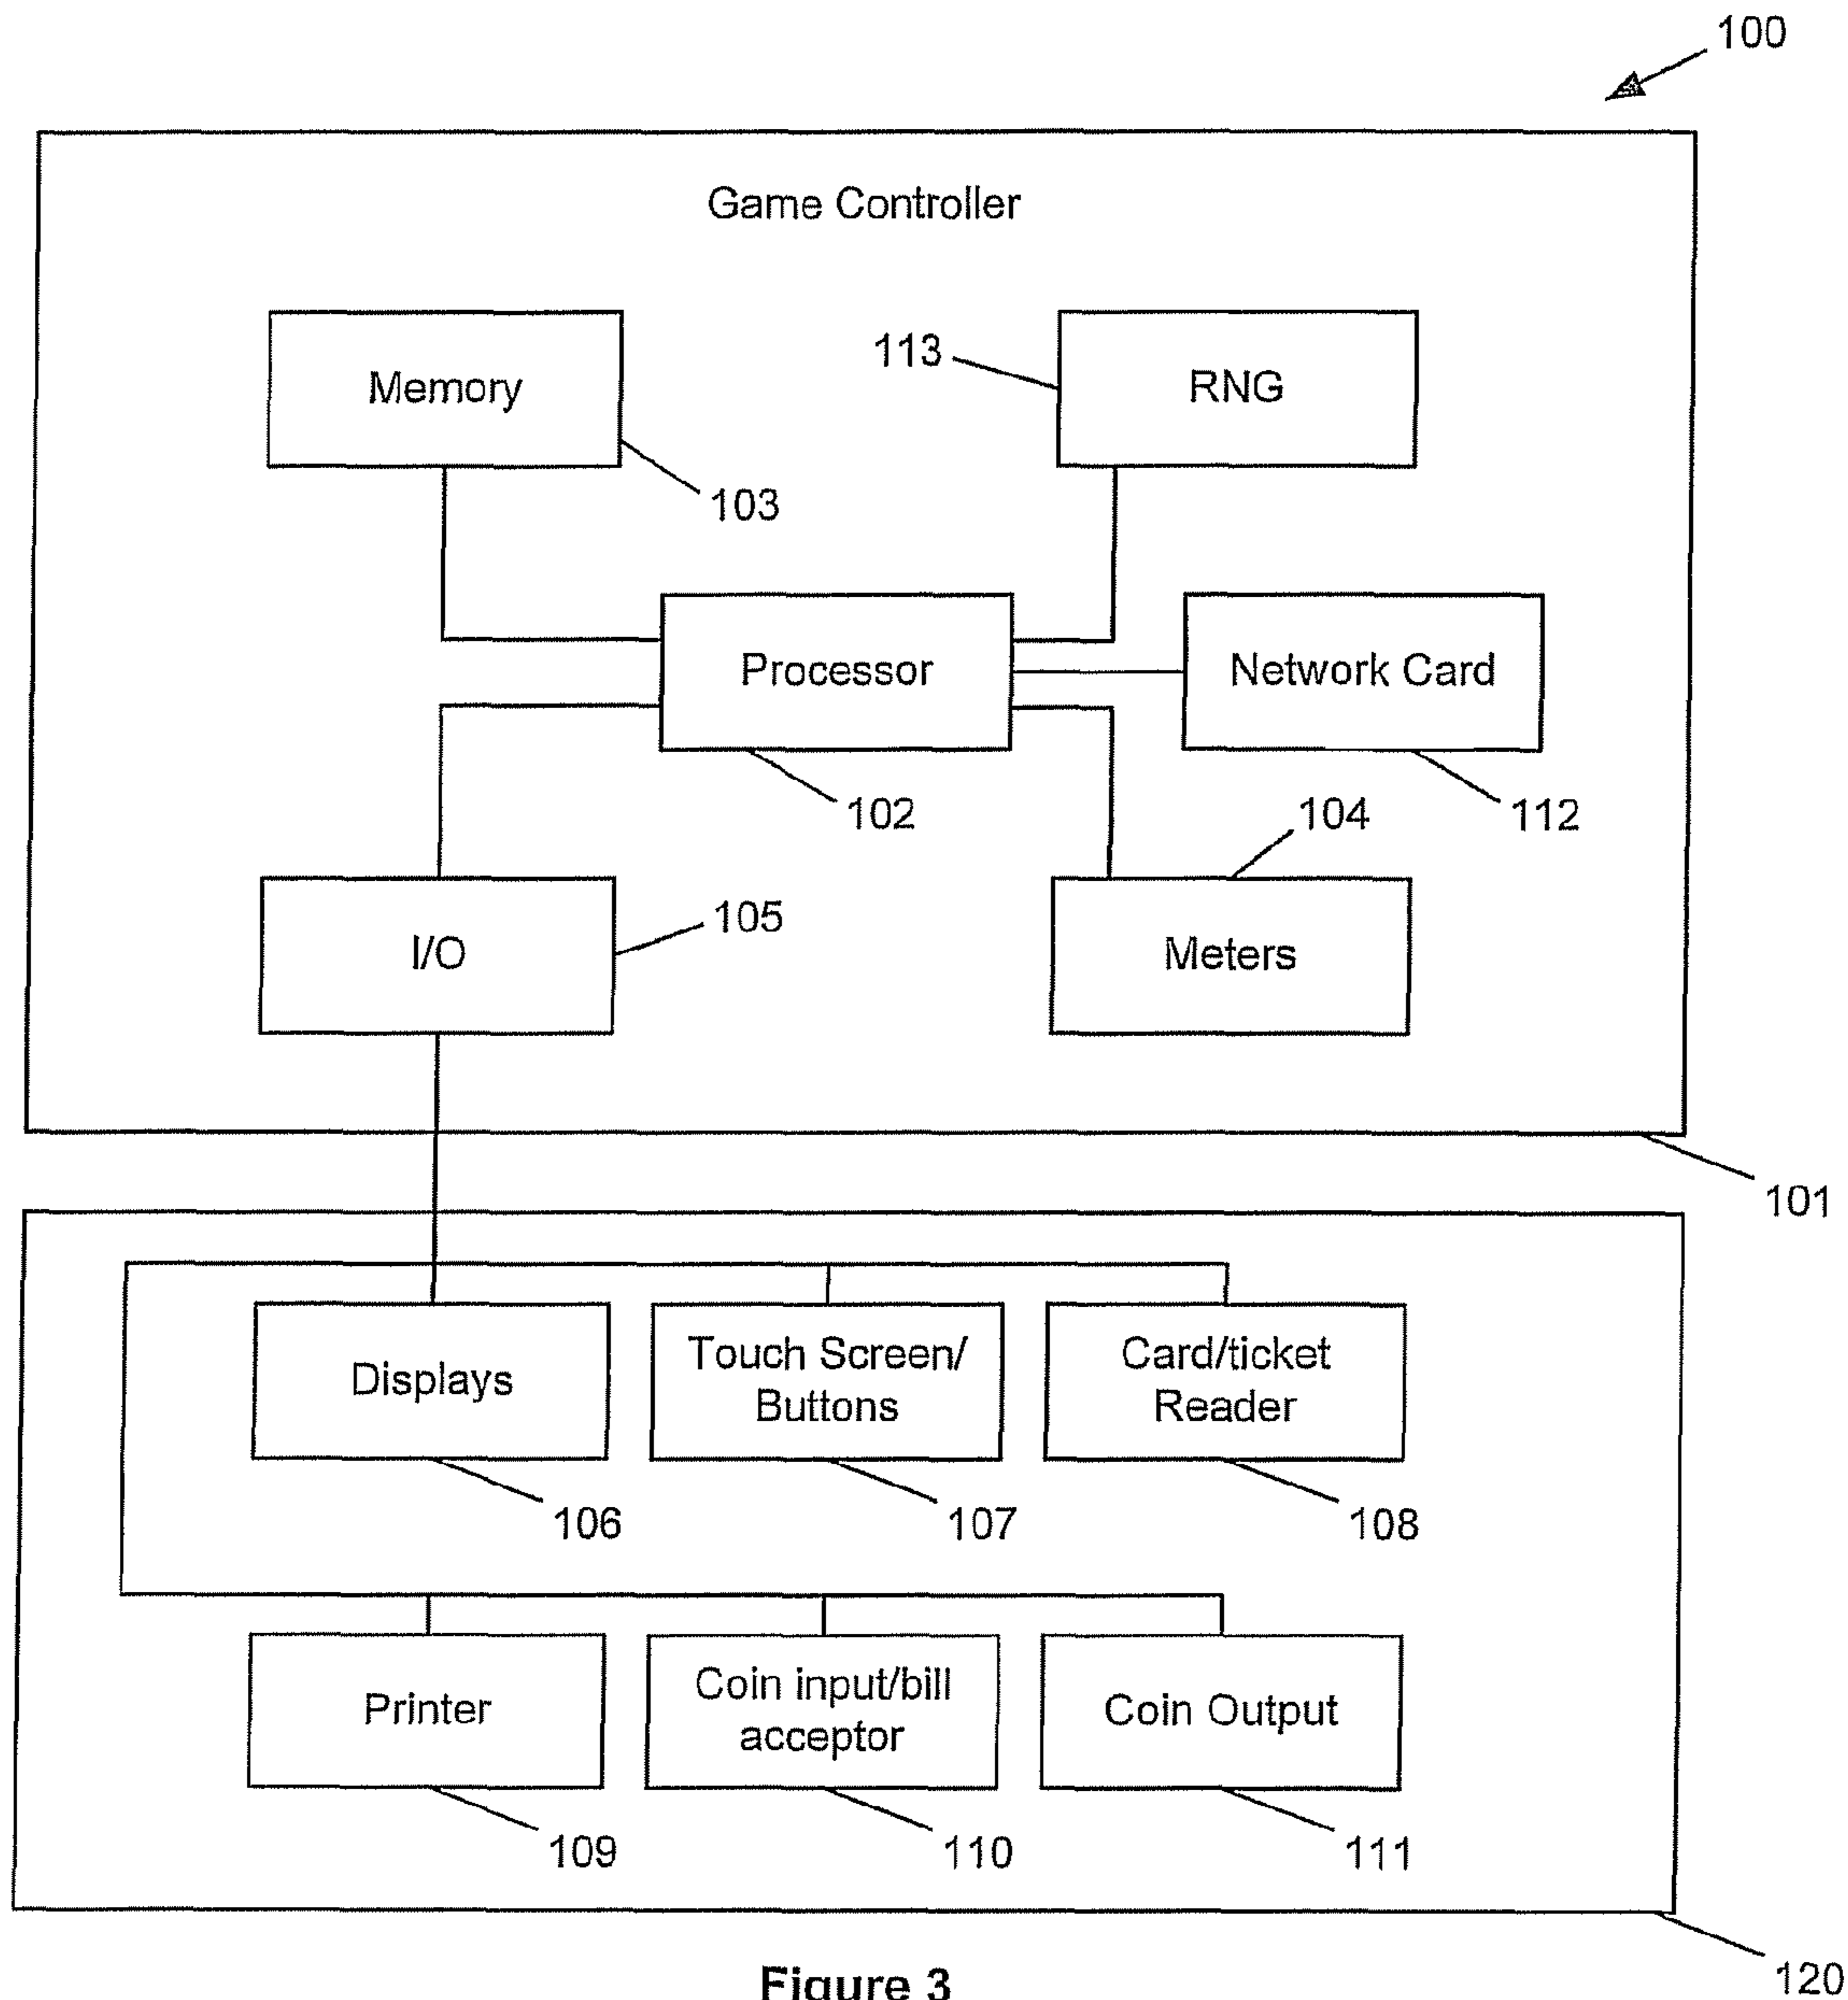 100
Game Controller
Memory
113
RNG
103
Processor
Network Card
102
104
112
I/O
105
Meters
101
Displays
Touch Screen/
Buttons
Card/ticket
Reader
106
107
108
Printer
Coin input/bill
acceptor
Coin Output
109
110
111
120
Figure 3